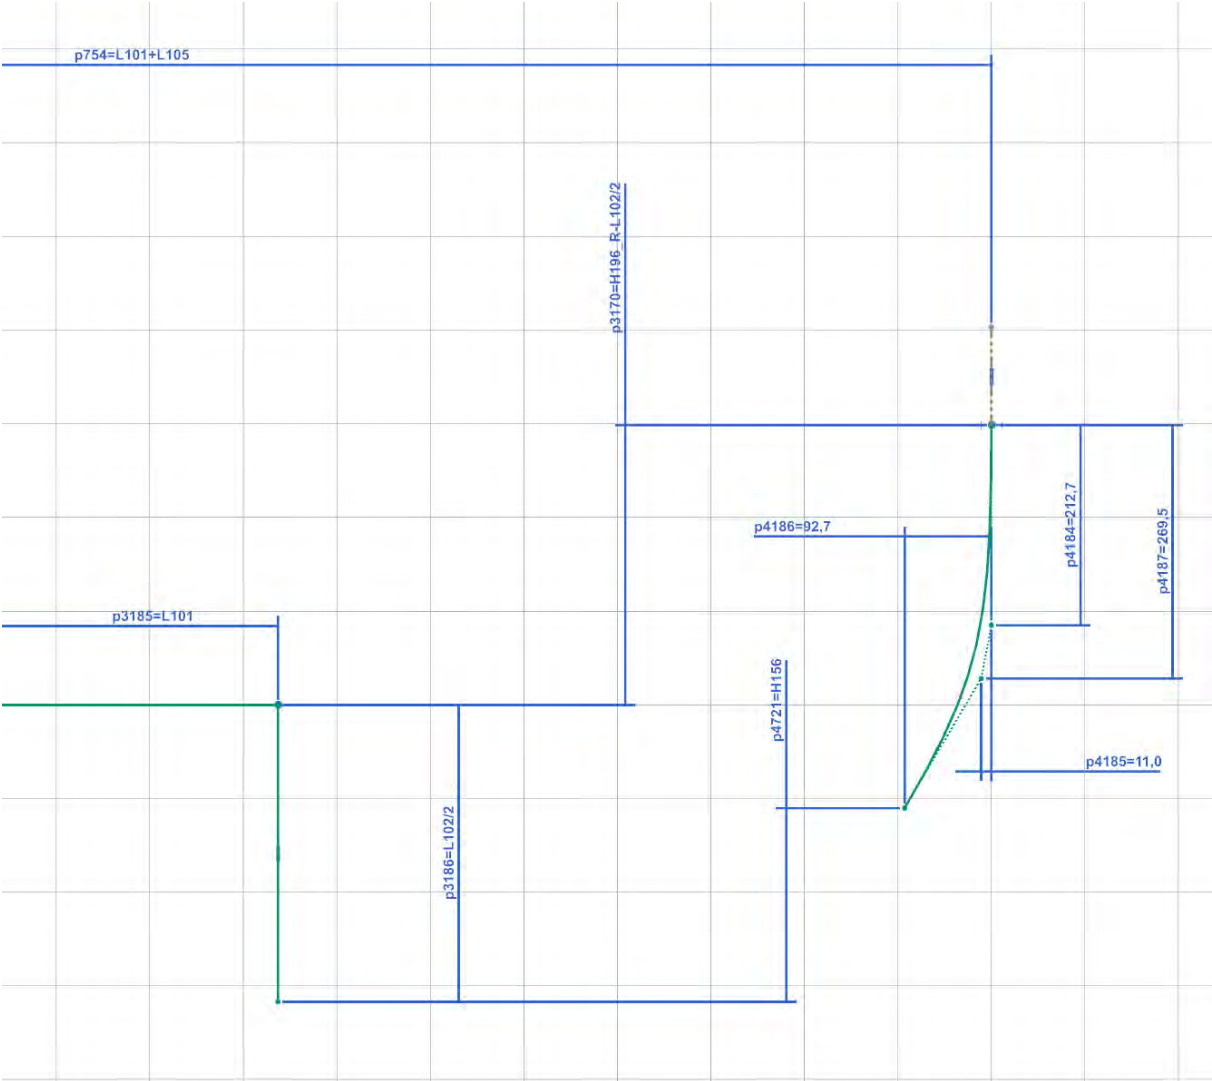 p754=L101+L105
p3170=H196_R-L102/2
p4184=212,7
p4187=269,5
p4186=92,7
p3185=L101
p4721=H156
p4185=11,0
p3186=L102/2